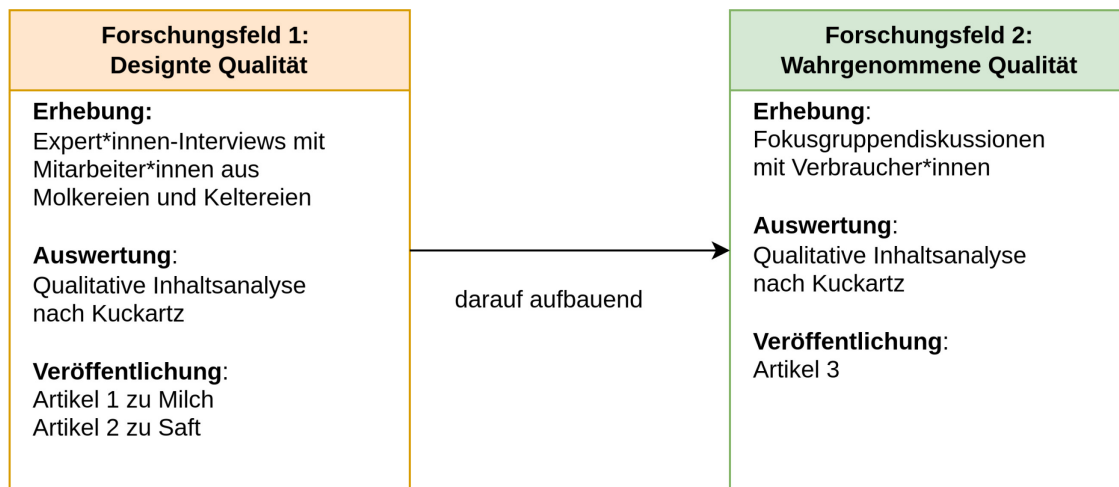 Forschungsfeld 1:
Designte Qualität
Erhebung:
Expert*innen-Interviews mit
Mitarbeiter*innen aus
Molkereien und Keltereien
Auswertung:
Qualitative Inhaltsanalyse
nach Kuckartz
Veröffentlichung:
Artikel 1 zu Milch
Artikel 2 zu Saft
darauf aufbauend
Forschungsfeld 2:
Wahrgenommene Qualität
Erhebung:
Fokusgruppendiskussionen
mit Verbraucher*innen
Auswertung:
Qualitative Inhaltsanalyse
nach Kuckartz
Veröffentlichung:
Artikel 3